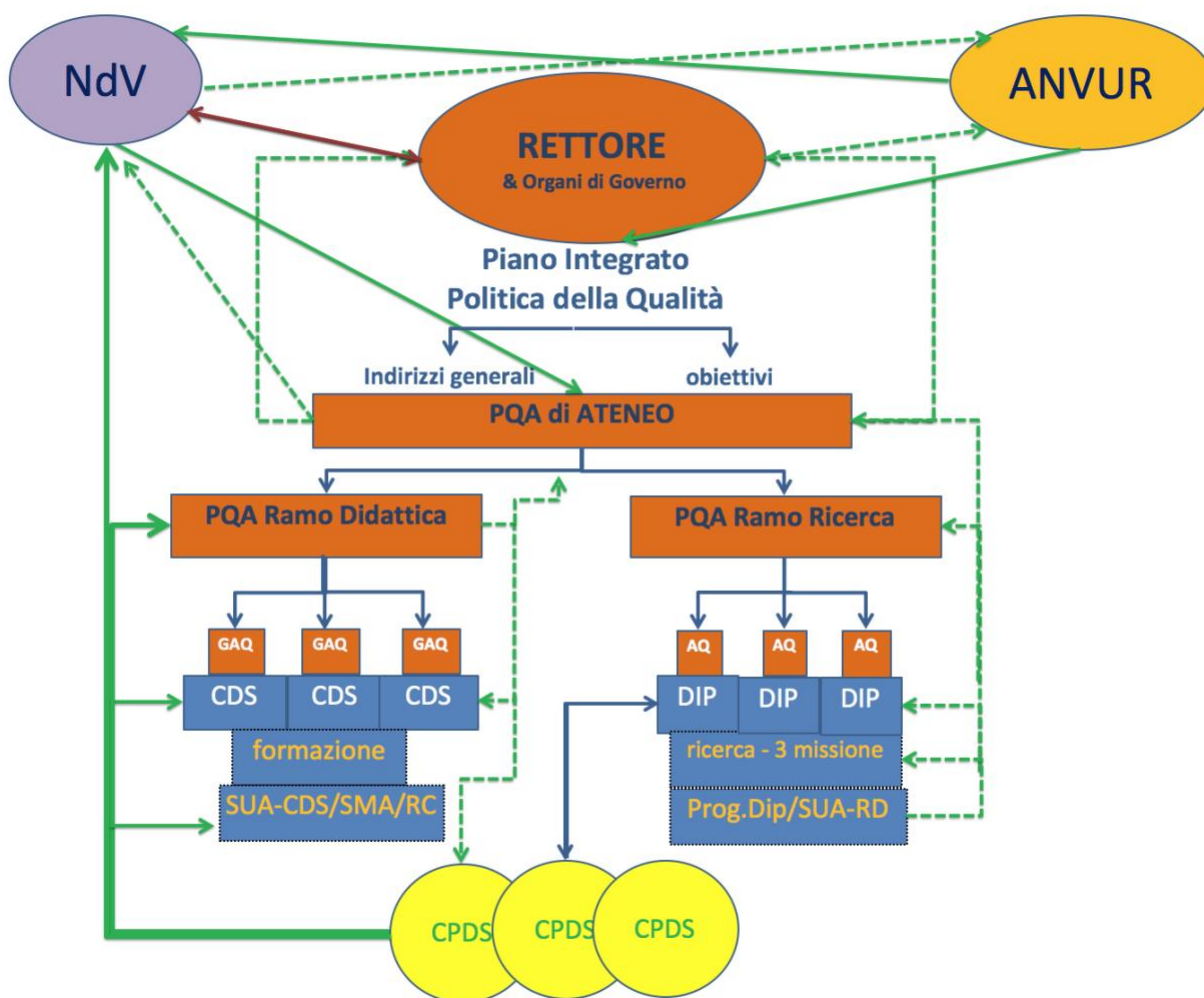 NdV
ANVUR
RETTORE
& Organi di Governo
Piano Integrato
Politica della Qualità
Indirizzi generali
obiettivi
PQA di ATENEO
PQA Ramo Didattica
PQA Ramo Ricerca
GAQ
GAQ
GAQ
AQ
AQ
AQ
CDS
CDS
CDS
DIP
DIP
DIP
formazione
ricerca - 3 missione
SUA-CDS/SMA/RC
Prog.Dip/SUA-RD
CPDS
CPDS
CPDS